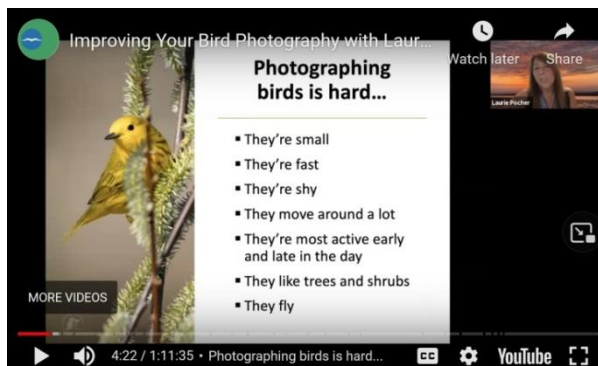 Improving Your Bird Photography with Laur...
Watch later
Share
Laurie Pocher
Photographing
birds is hard...
▪ They're small
▪ They're fast
▪ They're shy
▪ They move around a lot
▪ They're most active early
and late in the day
▪ They like trees and shrubs
▪ They fly
MORE VIDEOS
4:22 / 1:11:35 • Photographing birds is hard...
CC
YouTube